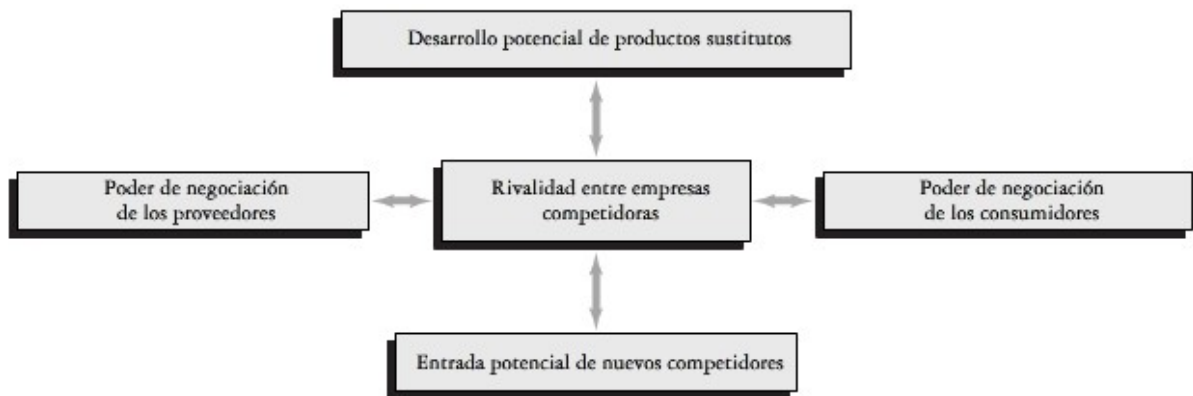 Desarrollo potencial de productos sustitutos
Poder de negociación
de los proveedores
Rivalidad entre empresas
competidoras
Poder de negociación
de los consumidores
Entrada potencial de nuevos competidores